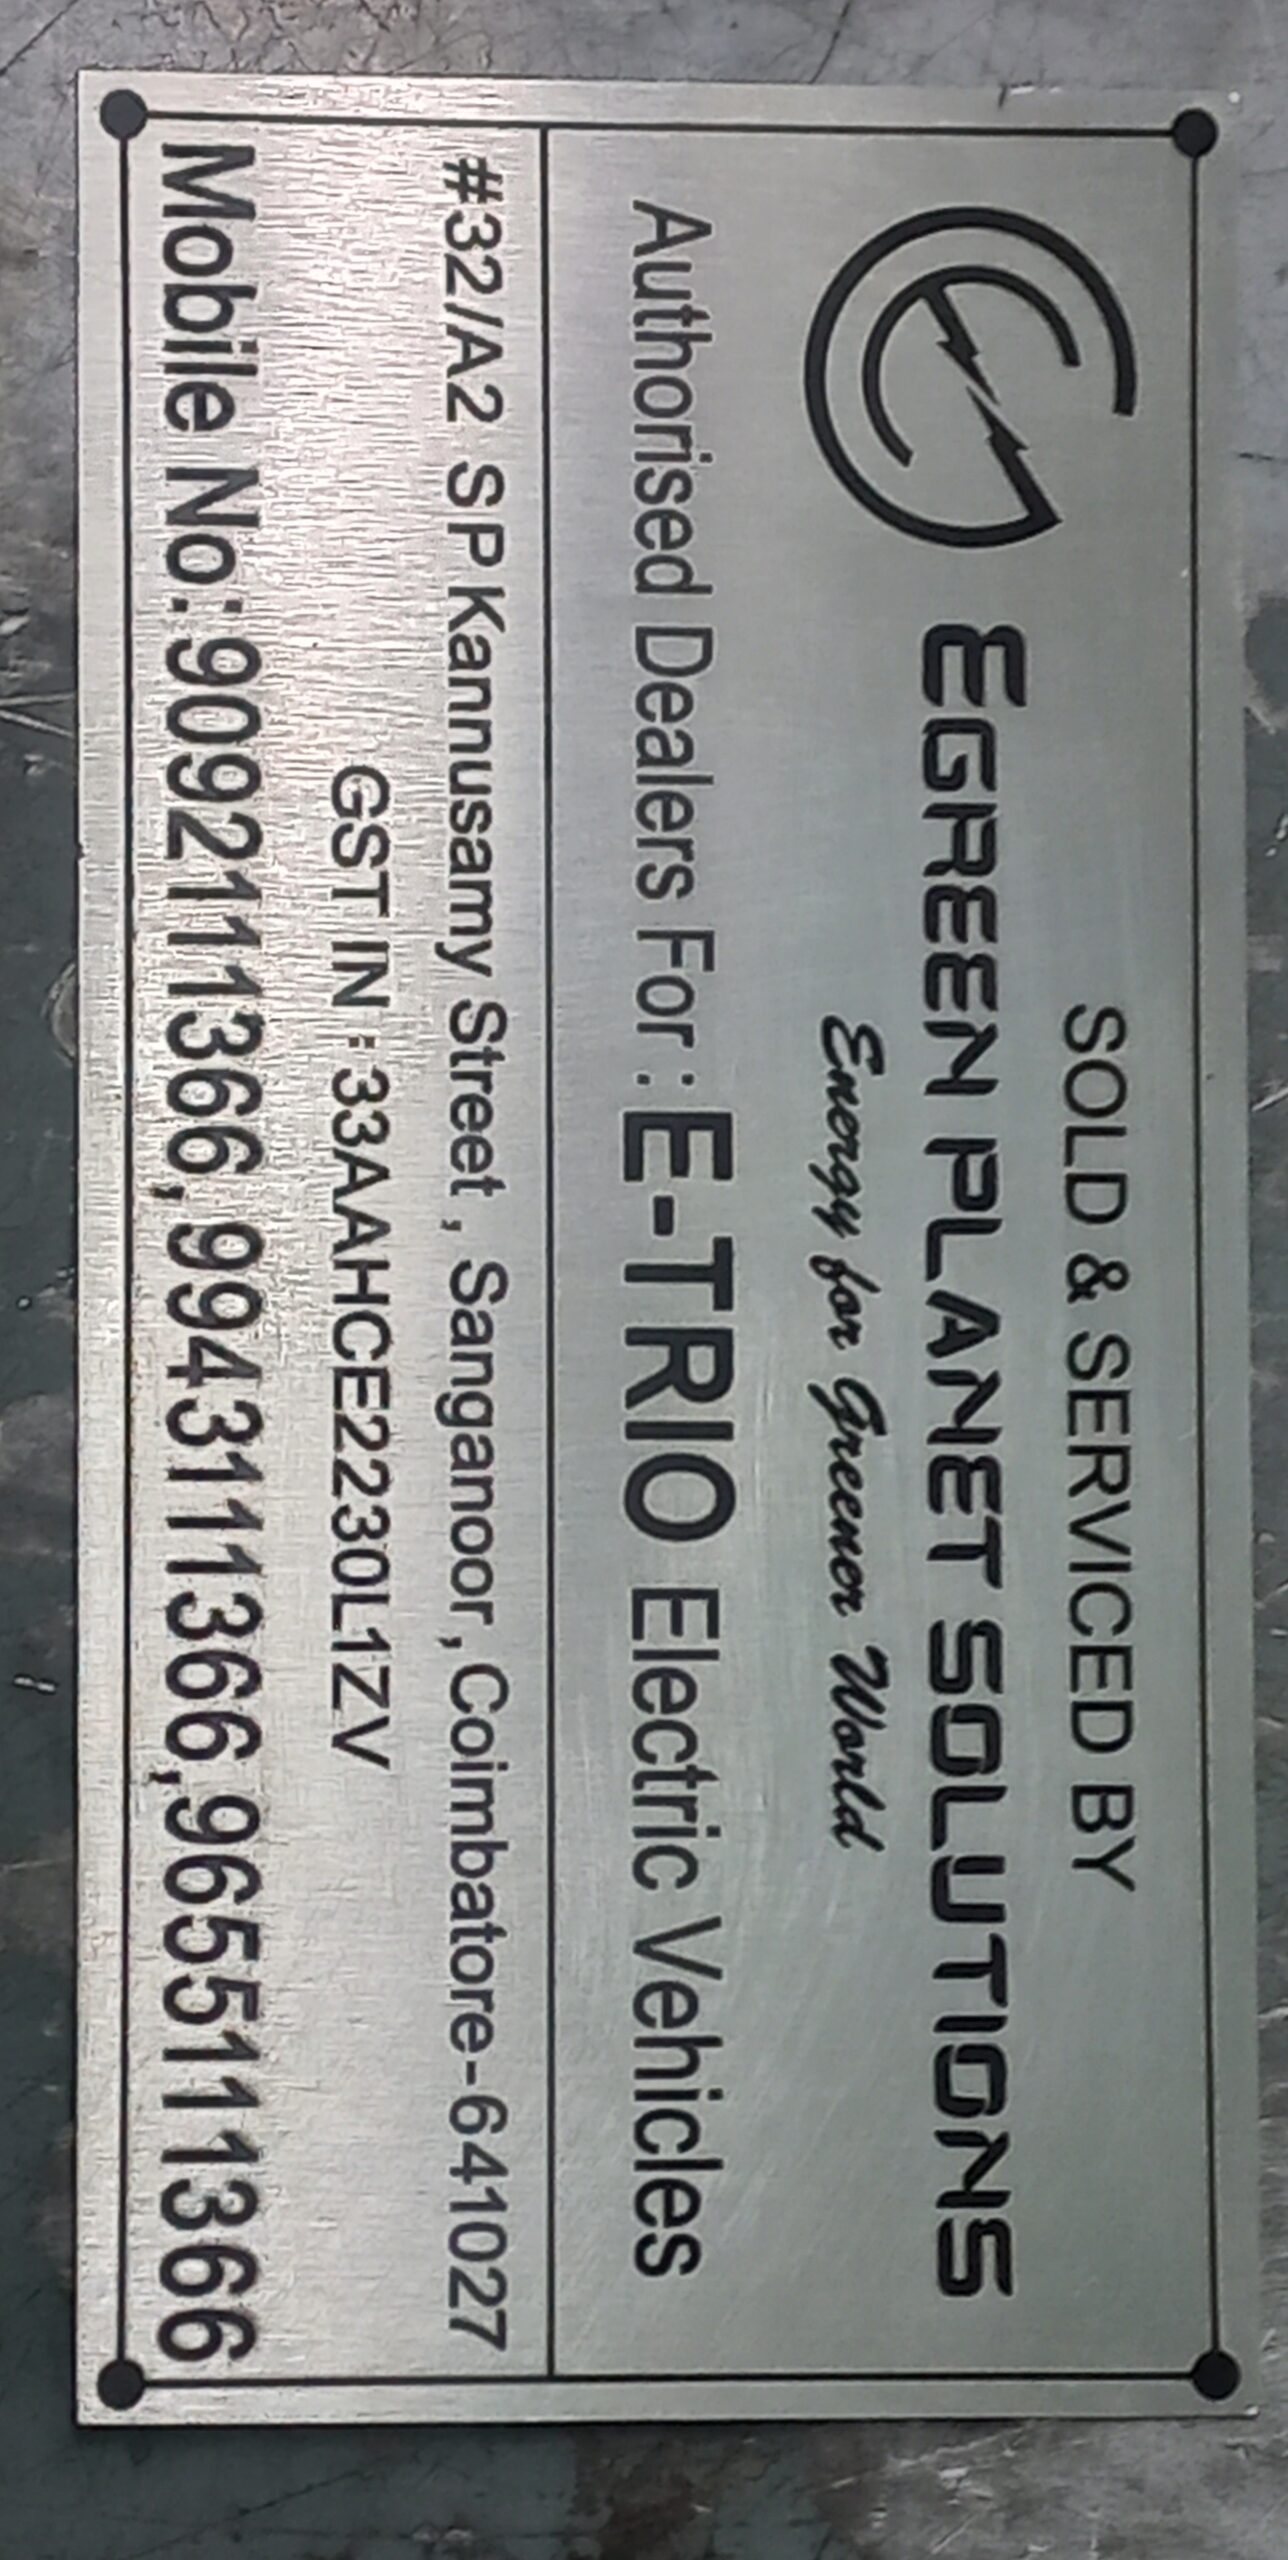 SOLD & SERVICED BY
EGREEN PLANET SOLUTIONS
Energy for Greener World
Authorised Dealers For : E-TRIO Electric Vehicles
#32/A2 S P Kannusamy Street , Sanganoor, Coimbatore-641027
GST IN : 33AAHCE2230L1ZV
Mobile No:9092111366,9943111366,9655111366